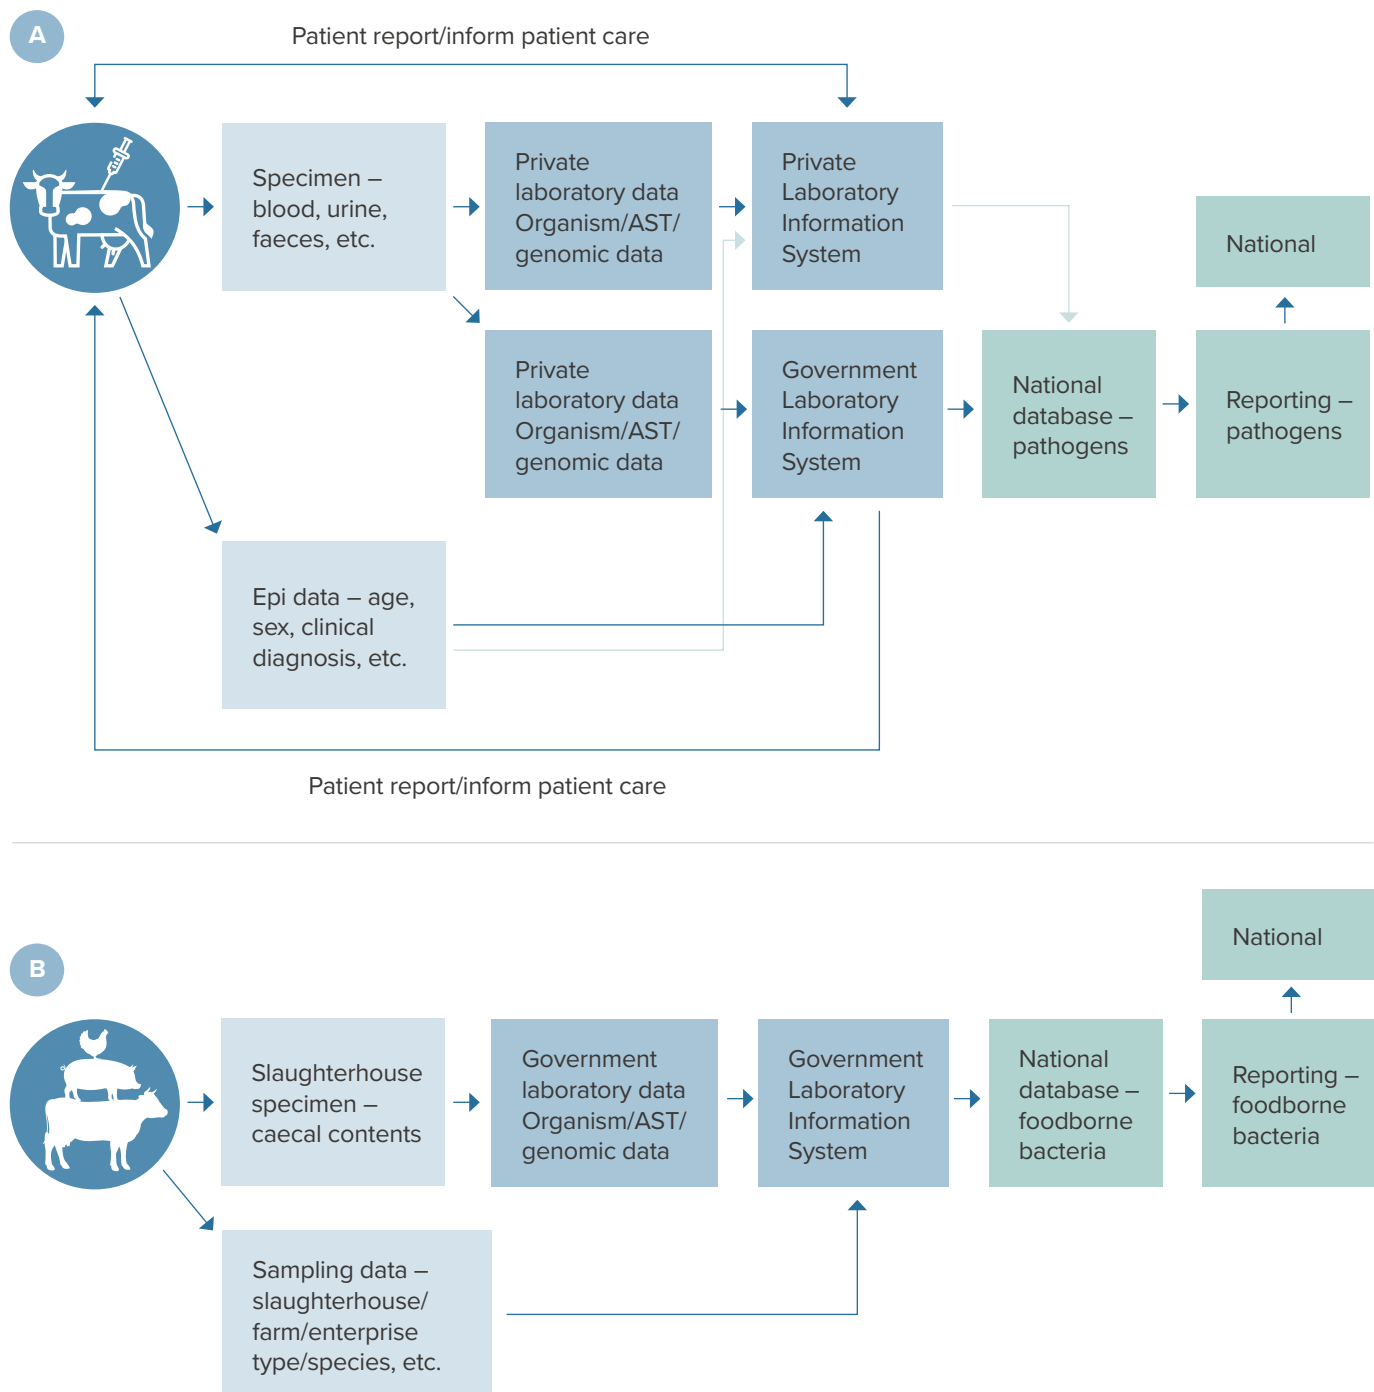 A
Patient report/inform patient care
Specimen –
blood, urine,
faeces, etc.
Private
laboratory data
Organism/AST/
genomic data
Private
Laboratory
Information
System
National
Private
laboratory data
Organism/AST/
genomic data
Government
Laboratory
Information
System
National
database –
pathogens
Reporting –
pathogens
Epi data – age,
sex, clinical
diagnosis, etc.
Patient report/inform patient care
B
National
Slaughterhouse
specimen –
caecal contents
Government
laboratory data
Organism/AST/
genomic data
Government
Laboratory
Information
System
National
database –
foodborne
bacteria
Reporting –
foodborne
bacteria
Sampling data –
slaughterhouse/
farm/enterprise
type/species, etc.